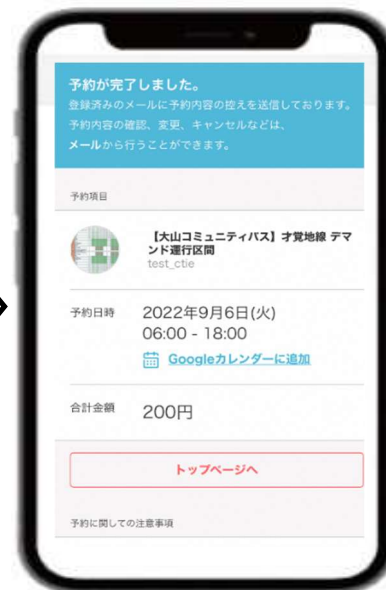 予約が完了しました。
登録済みのメールに予約内容の控えを送信しております。
予約内容の確認、変更、キャンセルなどは、
メールから行うことができます。
予約項目
【大山コミュニティバス】才覚地線 デマ
ンド運行区間
test_ctie
予約日時
2022年9月6日(火)
06:00 - 18:00
Googleカレンダーに追加
合計金額
200円
トップページへ
予約に関しての注意事項